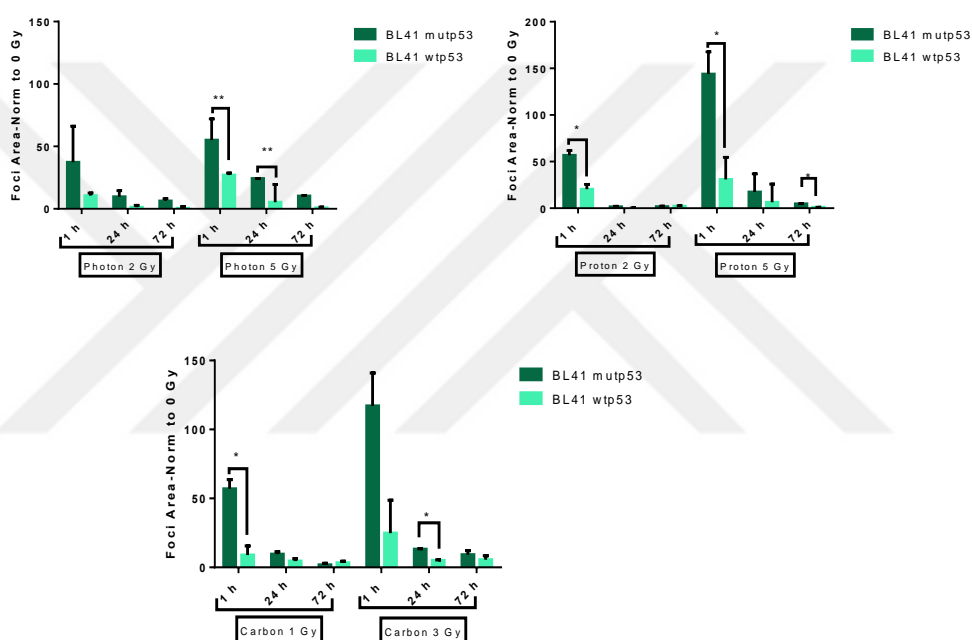 150
100
50
0
Foci Area-Norm to 0 Gy
BL41 mutp53
BL41 wtp53
**
**
1 h
24 h
72 h
1 h
24 h
72 h
Photon 2 Gy
Photon 5 Gy
200
150
100
50
0
Foci Area-Norm to 0 Gy
BL41 mutp53
BL41 wtp53
*
*
*
1 h
24 h
72 h
1 h
24 h
72 h
Proton 2 Gy
Proton 5 Gy
150
100
50
0
Foci Area-Norm to 0 Gy
BL41 mutp53
BL41 wtp53
*
*
1 h
24 h
72 h
1 h
24 h
72 h
Carbon 1 Gy
Carbon 3 Gy